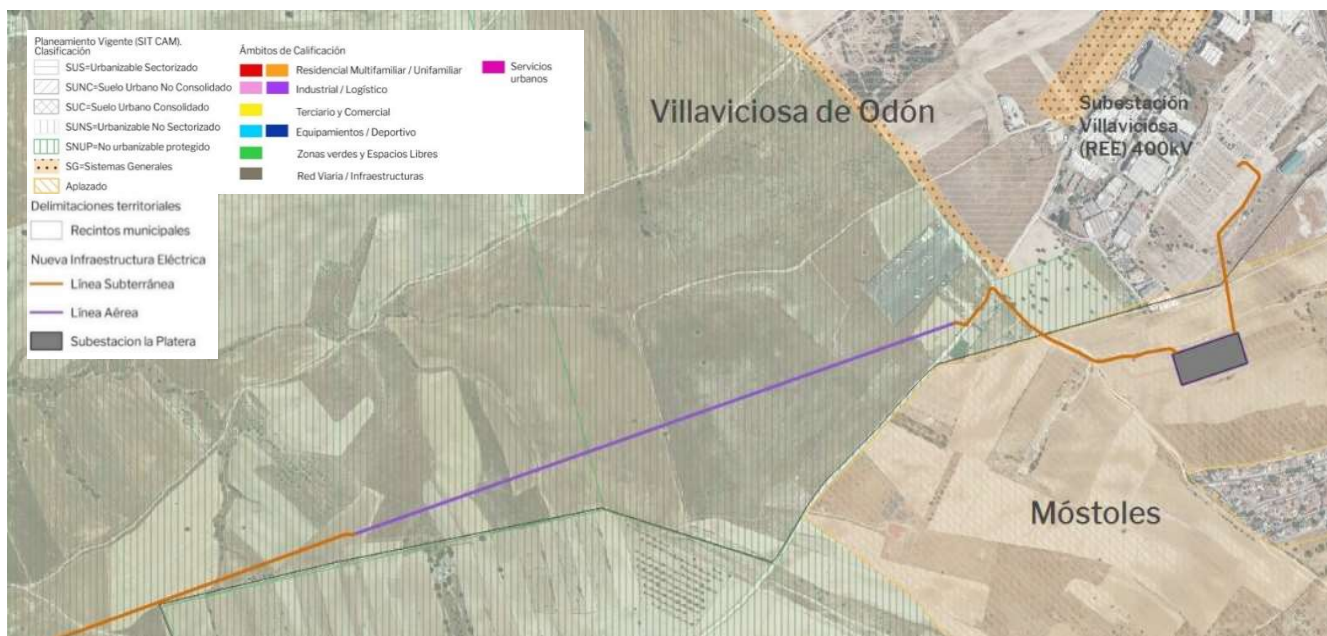 Planeamiento Vigente (SIT CAM).
Clasificación
SUS=Urbanizable Sectorizado
SUNC=Suelo Urbano No Consolidado
SUC=Suelo Urbano Consolidado
SUNS=Urbanizable No Sectorizado
SNUP=No urbanizable protegido
SG=Sistemas Generales
Aplazado
Delimitaciones territoriales
Recintos municipales
Nueva Infraestructura Eléctrica
Línea Subterránea
Línea Aérea
Subestacion la Platera
Ámbitos de Calificación
Residencial Multifamiliar / Unifamiliar
Industrial / Logístico
Terciario y Comercial
Equipamientos / Deportivo
Zonas verdes y Espacios Libres
Red Viaria / Infraestructuras
Servicios
urbanos
Villaviciosa de Odón
Subestación
Villaviciosa
(REE) 400kV
Móstoles